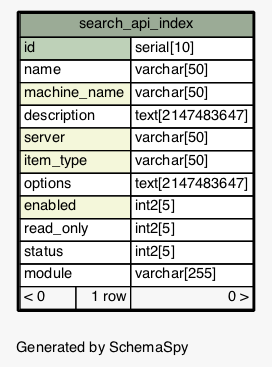 search_api_index
id serial[10]
name varchar[50]
machine_name varchar[50]
description text[2147483647]
server varchar[50]
item_type varchar[50]
options text[2147483647]
enabled int2[5]
read_only int2[5]
status int2[5]
module varchar[255]
< 0 1 row 0 >
Generated by SchemaSpy